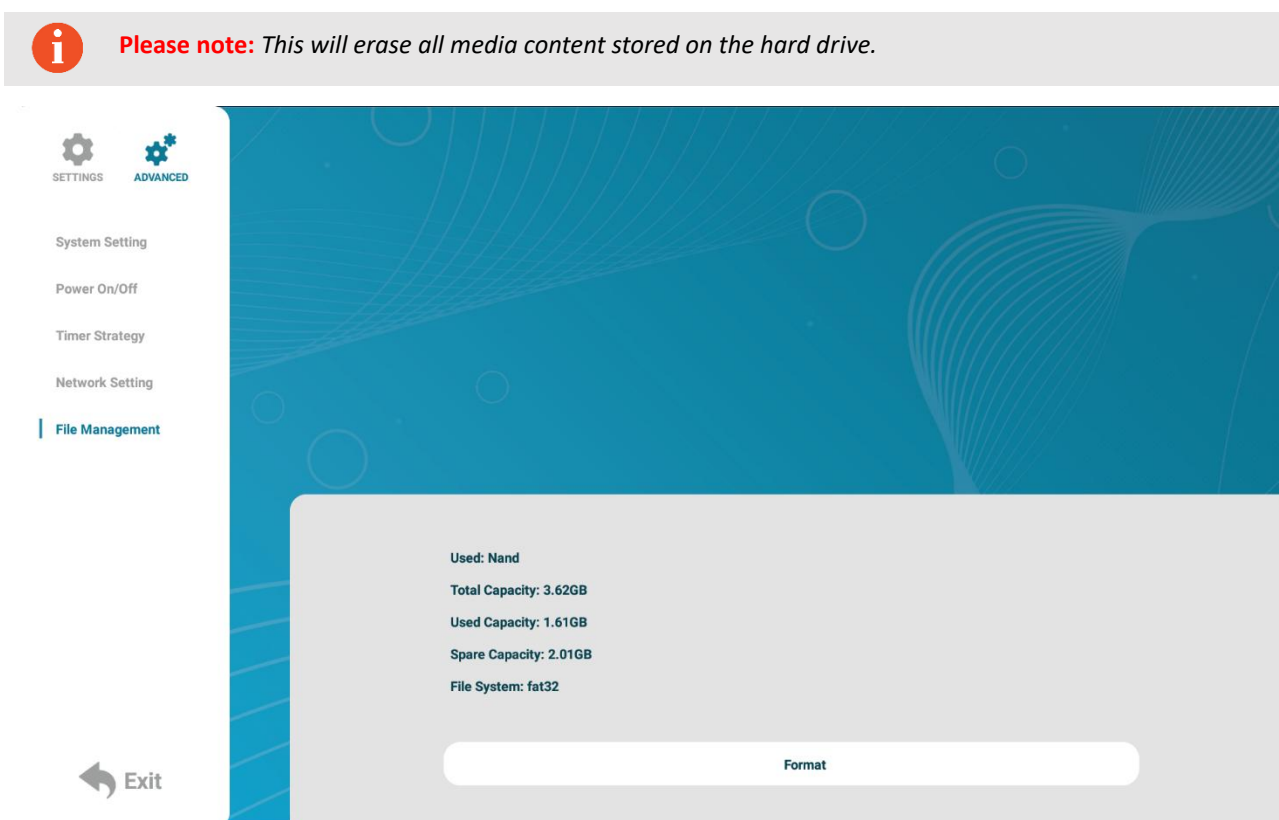 Please note: This will erase all media content stored on the hard drive.
SETTINGS
ADVANCED
System Setting
Power On/Off
Timer Strategy
Network Setting
File Management
Used: Nand
Total Capacity: 3.62GB
Used Capacity: 1.61GB
Spare Capacity: 2.01GB
File System: fat32
Format
Exit